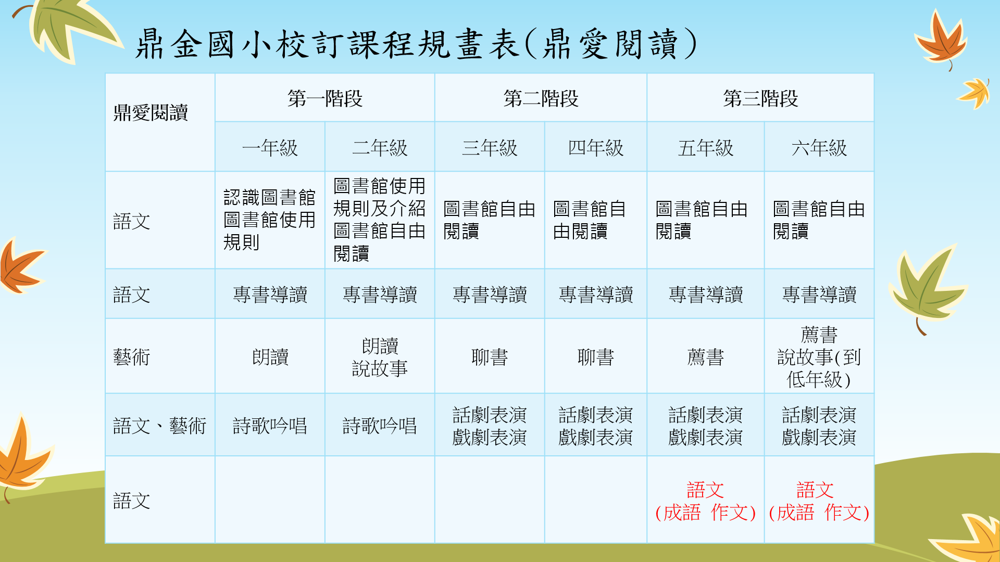 鼎金國小校訂課程規畫表(鼎愛閱讀)
鼎愛閱讀
第一階段
第二階段
第三階段
一年級
二年級
三年級
四年級
五年級
六年級
語文
認識圖書館
圖書館使用
規則
圖書館使用
規則及介紹
圖書館自由
閱讀
圖書館自由
閱讀
圖書館自
由閱讀
圖書館自由
閱讀
圖書館自由
閱讀
語文
專書導讀
專書導讀
專書導讀
專書導讀
專書導讀
專書導讀
藝術
朗讀
朗讀
說故事
聊書
聊書
薦書
薦書
說故事(到
低年級)
語文、藝術
詩歌吟唱
詩歌吟唱
話劇表演
戲劇表演
話劇表演
戲劇表演
話劇表演
戲劇表演
話劇表演
戲劇表演
語文
語文
(成語 作文)
語文
(成語 作文)